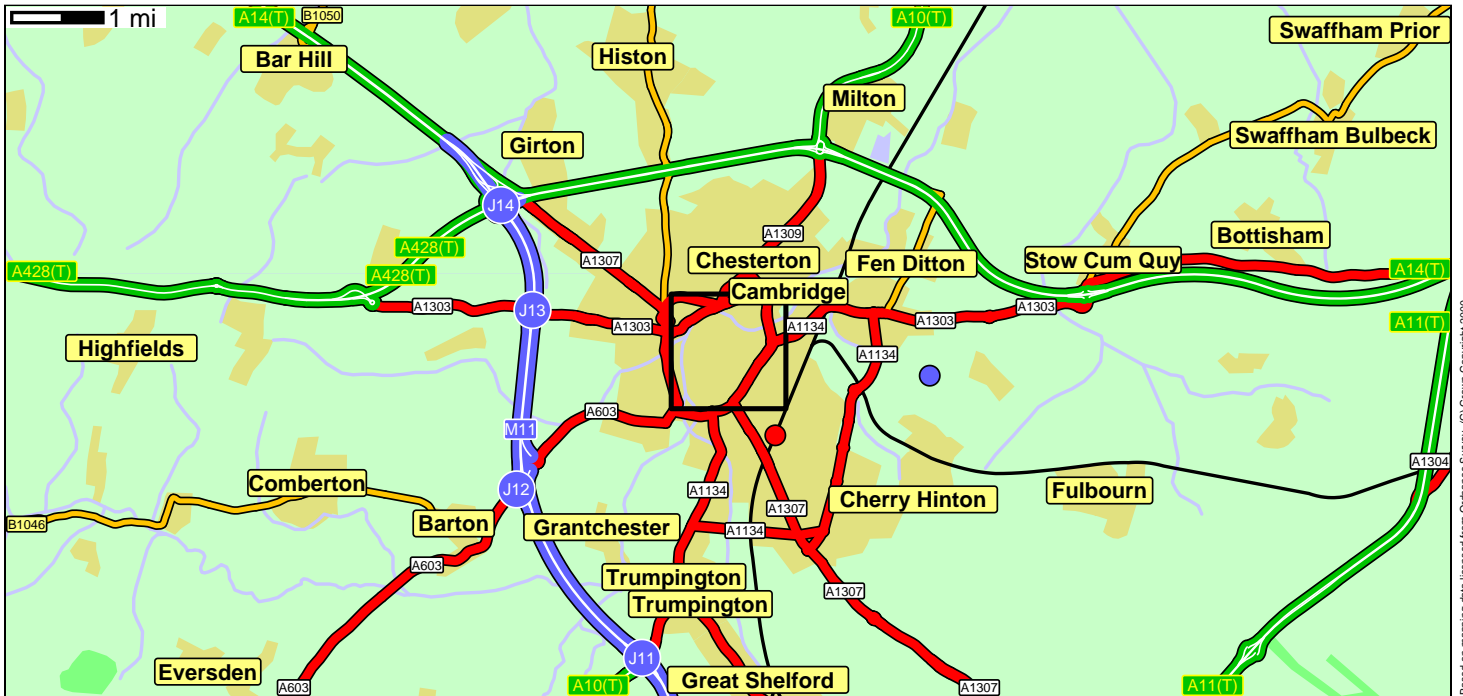 1 mi
A14(T)
B1050
A10(T)
Swaffham Prior
Bar Hill
Histon
Milton
Swaffham Bulbeck
Girton
J14
A428(T)
A1309
Bottisham
A428(T)
A428(T)
A1307
Chesterton
Fen Ditton
Stow Cum Quy
A14(T)
Cambridge
A1303
J13
A1303
A1134
A1303
A1303
A11(T)
Highfields
A1134
A603
M11
A1304
Comberton
J12
A1134
Cherry Hinton
Fulbourn
B1046
Barton
Grantchester
A1307
A1134
A603
Trumpington
A1307
Trumpington
Eversden
J11
Great Shelford
A603
A10(T)
A1307
A11(T)